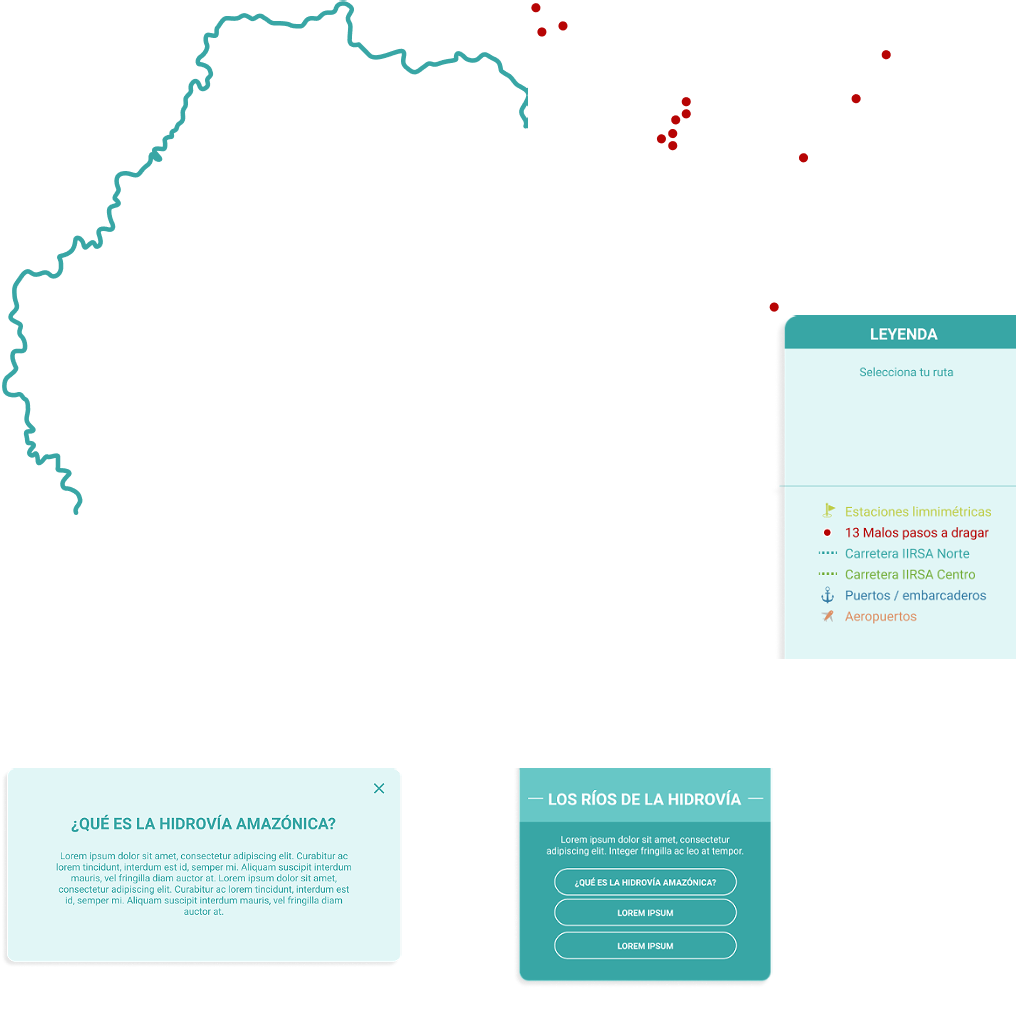 LEYENDA
Selecciona tu ruta
Estaciones limnimétricas
13 Malos pasos a dragar
Carretera IIRSA Norte
Carretera IIRSA Centro
Puertos / embarcaderos
Aeropuertos
¿QUÉ ES LA HIDROVÍA AMAZÓNICA?
Lorem ipsum dolor sit amet, consectetur adipiscing elit. Curabitur ac
lorem tincidunt, interdum est id, semper mi. Aliquam suscipit interdum
mauris, vel fringilla diam auctor at. Lorem ipsum dolor sit amet,
consectetur adipiscing elit. Curabitur ac lorem tincidunt, interdum est
id, semper mi. Aliquam suscipit interdum mauris, vel fringilla diam
auctor at.
LOS RÍOS DE LA HIDROVÍA
Lorem ipsum dolor sit amet, consectetur
adipiscing elit. Integer fringilla ac leo at tempor.
¿QUÉ ES LA HIDROVÍA AMAZÓNICA?
LOREM IPSUM
LOREM IPSUM